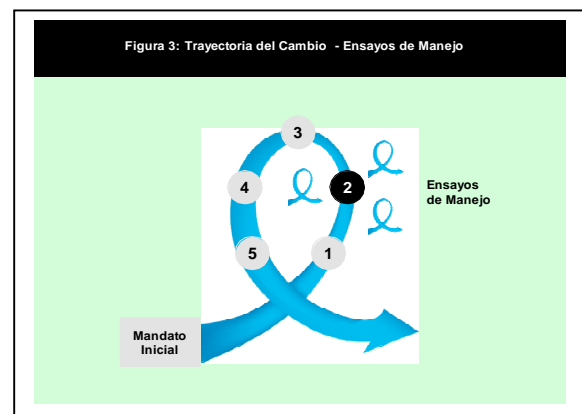 Figura 3: Trayectoria del Cambio - Ensayos de Manejo
3
4
2
Ensayos
de Manejo
5
1
Mandato
Inicial